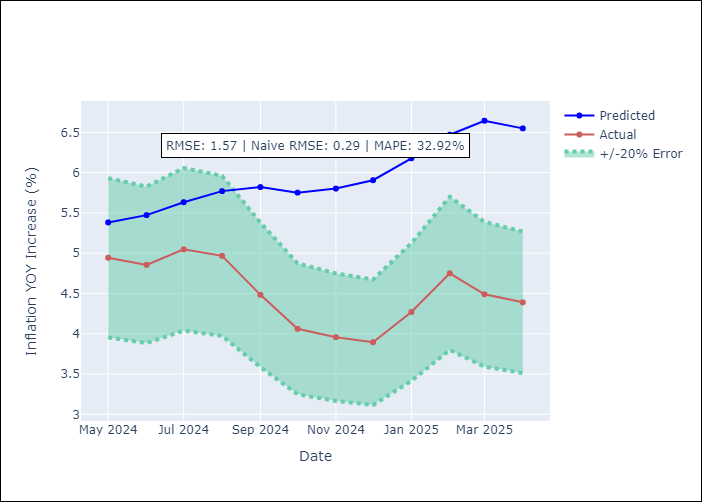 Predicted
Actual
+/-20% Error
RMSE: 1.57 | Naive RMSE: 0.29 | MAPE: 32.92%
Inflation YOY Increase (%)
6.5
6
5.5
5
4.5
4
3.5
3
May 2024
Jul 2024
Sep 2024
Nov 2024
Jan 2025
Mar 2025
Date